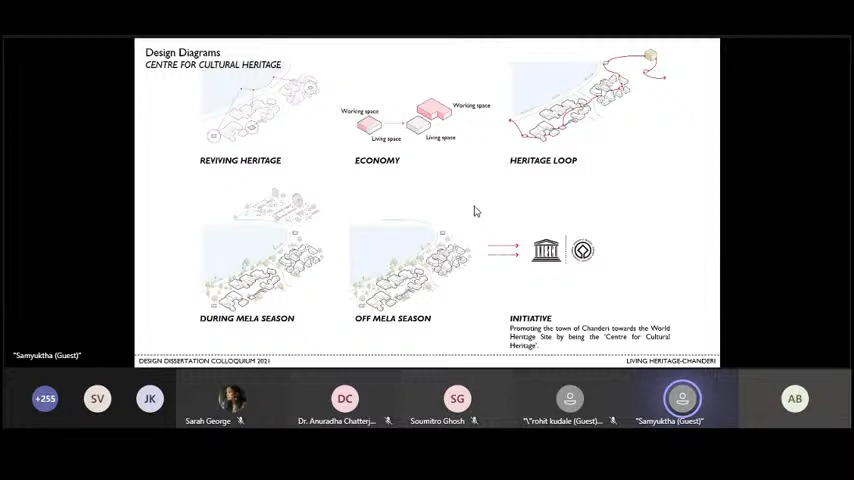 Design Diagrams
CENTRE FOR CULTURAL HERITAGE
Working space
Living space
Working space
Living space
REVIVING HERITAGE
ECONOMY
HERITAGE LOOP
DURING MELA SEASON
OFF MELA SEASON
INITIATIVE
Promoting the town of Chanderi towards the World
Heritage Site by being the 'Centre for Cultural
Heritage'.
DESIGN DISSERTATION COLLOQUIUM 2021
LIVING HERITAGE-CHANDERI
"Samyuktha (Guest)"
+255
SV
JK
Sarah George
DC
Dr. Anuradha Chatterj...
SG
Soumitro Ghosh
"\"rohit kudale (Guest)...
"Samyuktha (Guest)"
AB